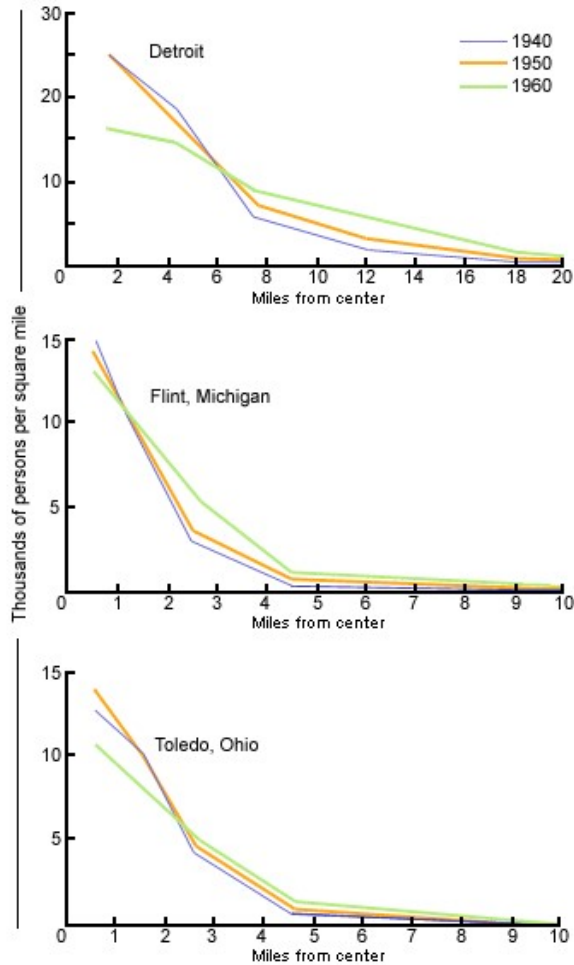 Thousands of persons per square mile
30
20
10
Detroit
1940
1950
1960
0 2 4 6 8 10 12 14 16 18 20
Miles from center
15
10
5
Flint, Michigan
0 1 2 3 4 5 6 7 8 9 10
Miles from center
15
10
5
Toledo, Ohio
0 1 2 3 4 5 6 7 8 9 10
Miles from center